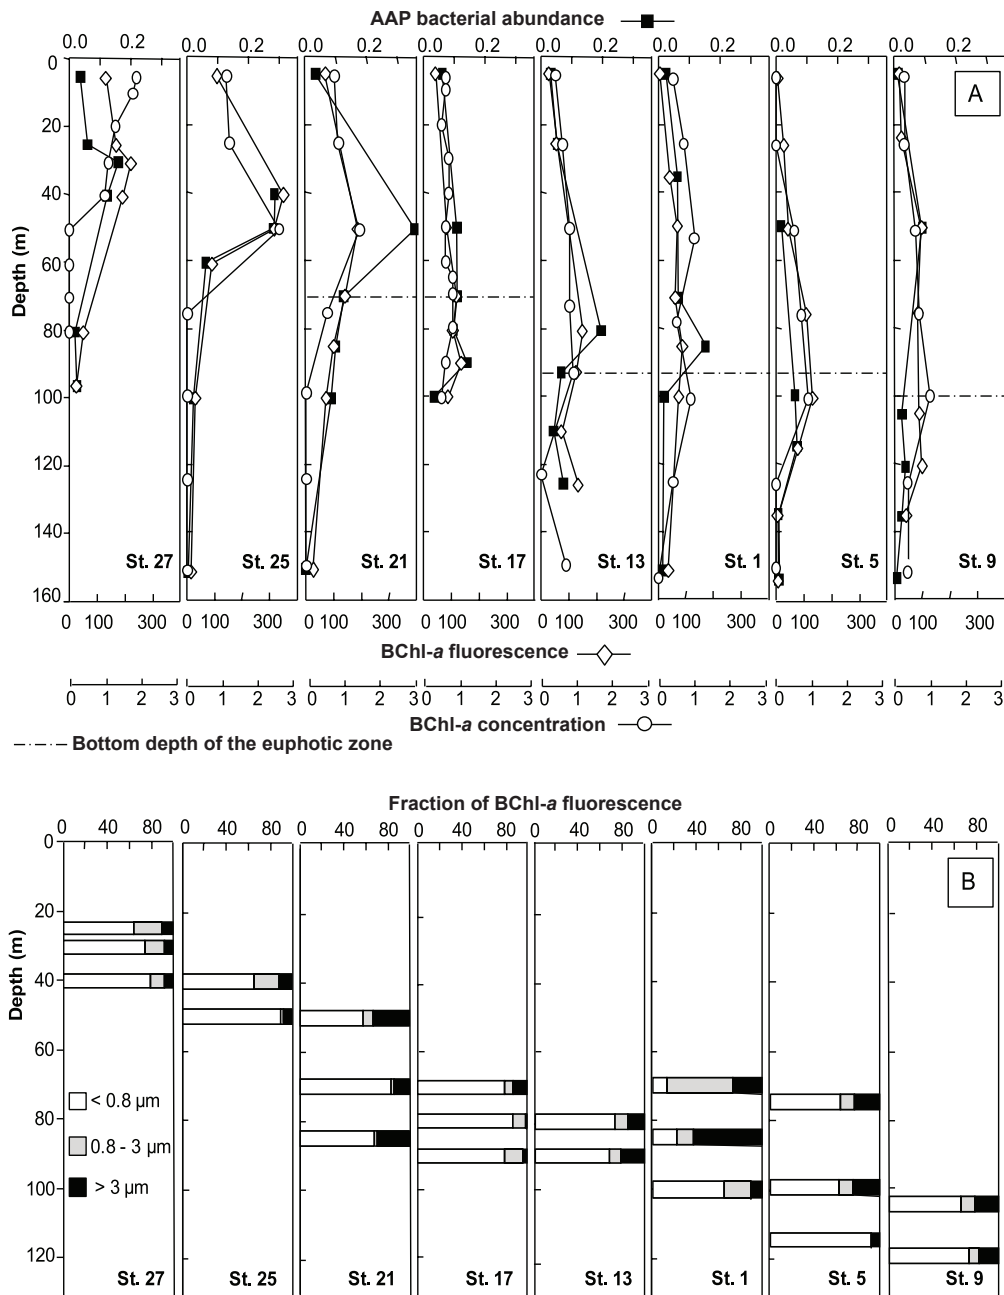 AAP bacterial abundance
0.0 0.2 0.0 0.2 0.0 0.2 0.0 0.2 0.0 0.2 0.0 0.2 0.0 0.2 0.0 0.2
A
Depth (m)
0
20
40
60
80
100
120
140
160
St. 27 St. 25 St. 21 St. 17 St. 13 St. 1 St. 5 St. 9
0 100 300 0 100 300 0 100 300 0 100 300 0 100 300 0 100 300 0 100 300 0 100 300
BChl-a fluorescence
0 1 2 3 0 1 2 3 0 1 2 3 0 1 2 3 0 1 2 3 0 1 2 3 0 1 2 3 0 1 2 3
BChl-a concentration
Bottom depth of the euphotic zone
Fraction of BChl-a fluorescence
0 40 80 0 40 80 0 40 80 0 40 80 0 40 80 0 40 80 0 40 80 0 40 80
B
Depth (m)
0
20
40
60
80
100
120
< 0.8 µm
0.8 - 3 µm
> 3 µm
St. 27 St. 25 St. 21 St. 17 St. 13 St. 1 St. 5 St. 9